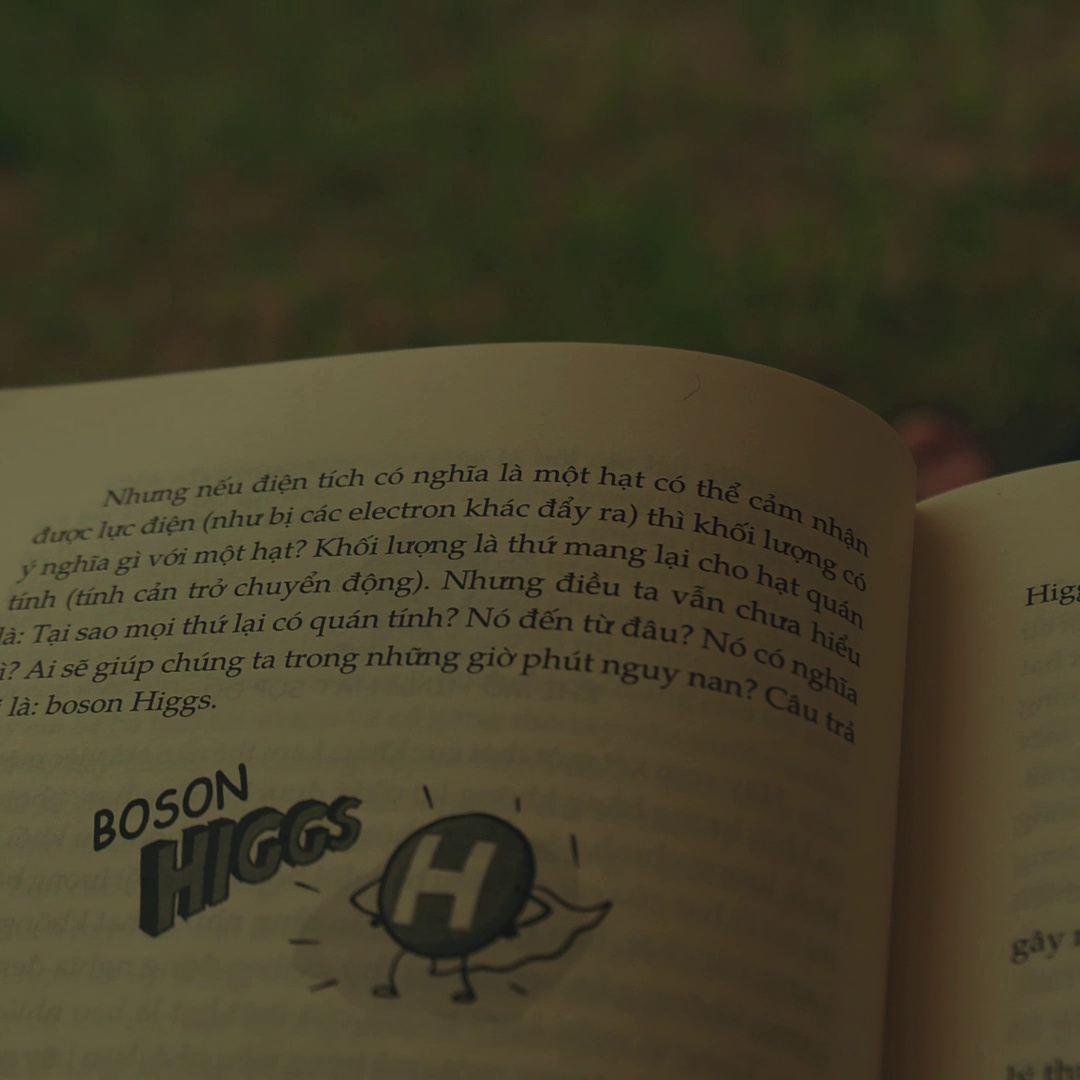 Nhưng nếu điện tích có nghĩa là một hạt có thể cảm nhận
được lực điện (như bị các electron khác đẩy ra) thì khối lượng có
ý nghĩa gì với một hạt? Khối lượng là thứ mang lại cho hạt quán
tính (tính cản trở chuyển động). Nhưng điều ta vẫn chưa hiểu
là: Tại sao mọi thứ lại có quán tính? Nó đến từ đâu? Nó có nghĩa
ì? Ai sẽ giúp chúng ta trong những giờ phút nguy nan? Câu trả
là: boson Higgs.
BOSON
HIGGS
H
Higg
gây